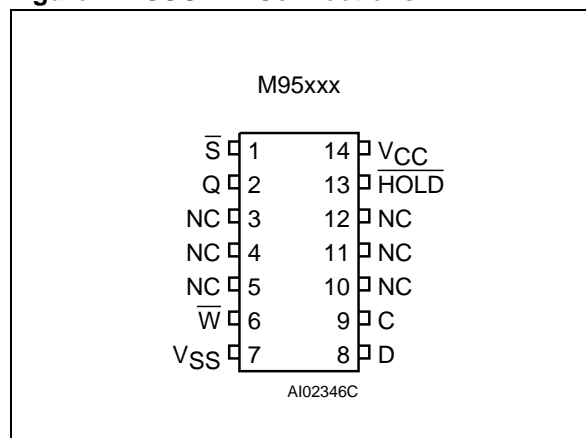 M95xxx
S̅ 1 14 VCC
Q 2 13 H̅O̅L̅D̅
NC 3 12 NC
NC 4 11 NC
NC 5 10 NC
W̅ 6 9 C
VSS 7 8 D
AI02346C